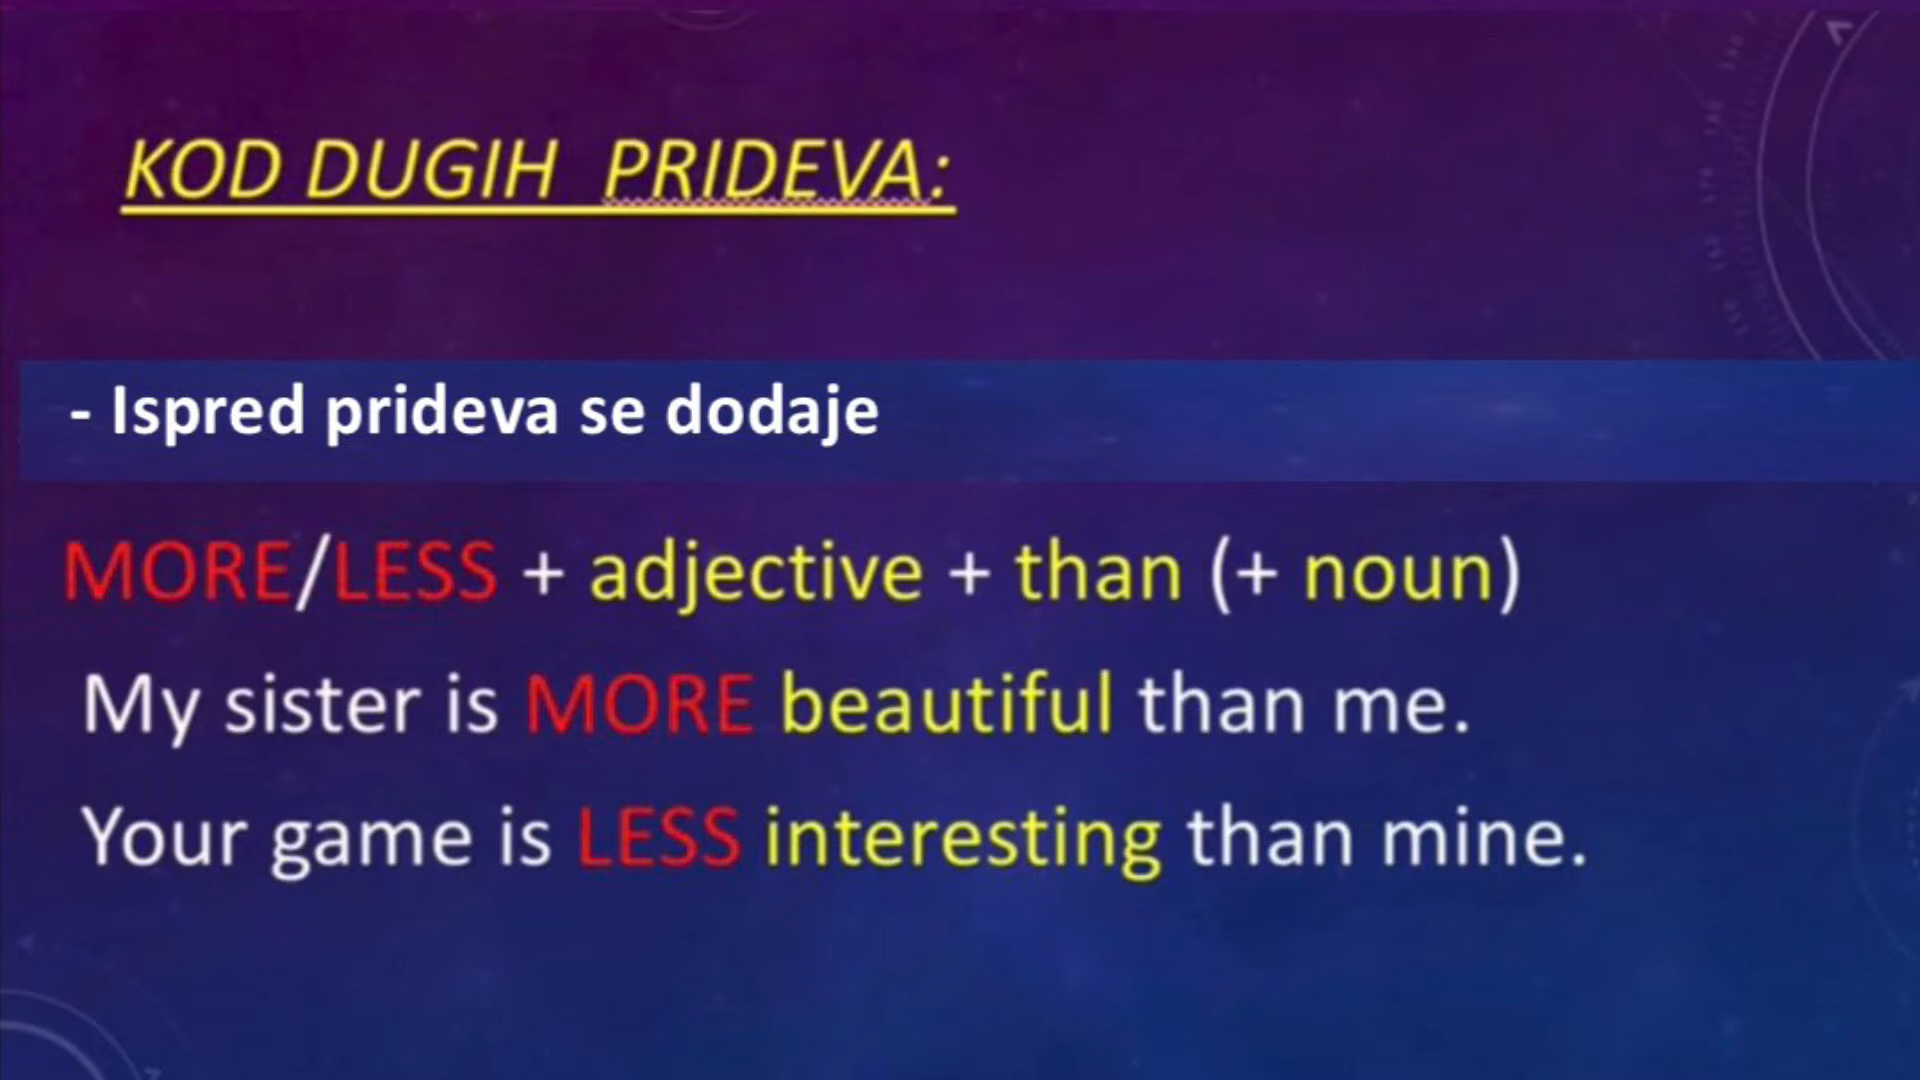 KOD DUGIH PRIDEVA:
- Ispred prideva se dodaje
MORE/LESS + adjective + than (+ noun)
My sister is MORE beautiful than me.
Your game is LESS interesting than mine.